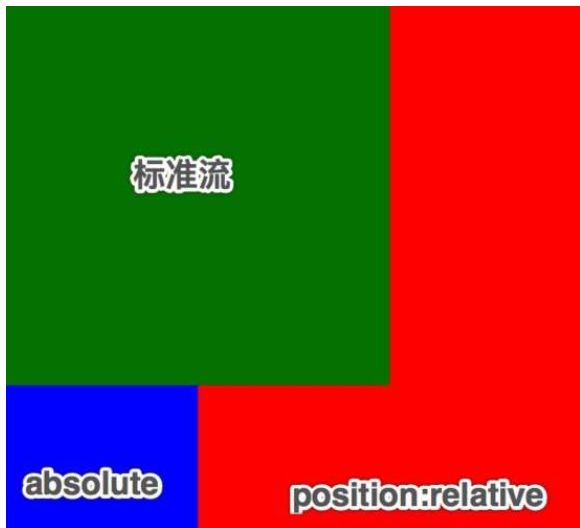 标准流
absolute
position:relative